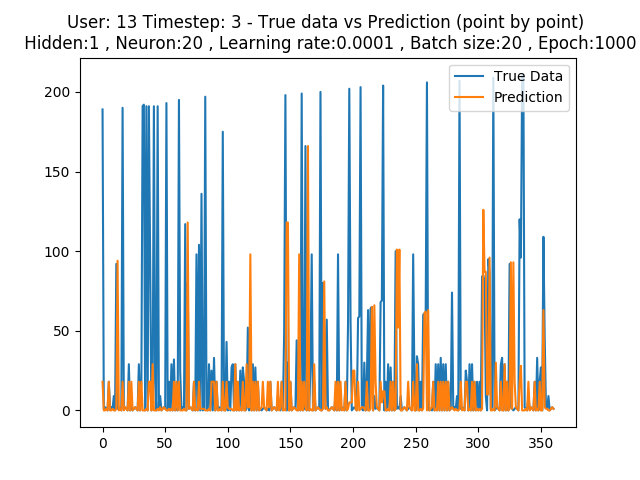 User: 13 Timestep: 3 - True data vs Prediction (point by point)
Hidden:1 , Neuron:20 , Learning rate:0.0001 , Batch size:20 , Epoch:1000
True Data
Prediction
200
150
100
50
0
0 50 100 150 200 250 300 350